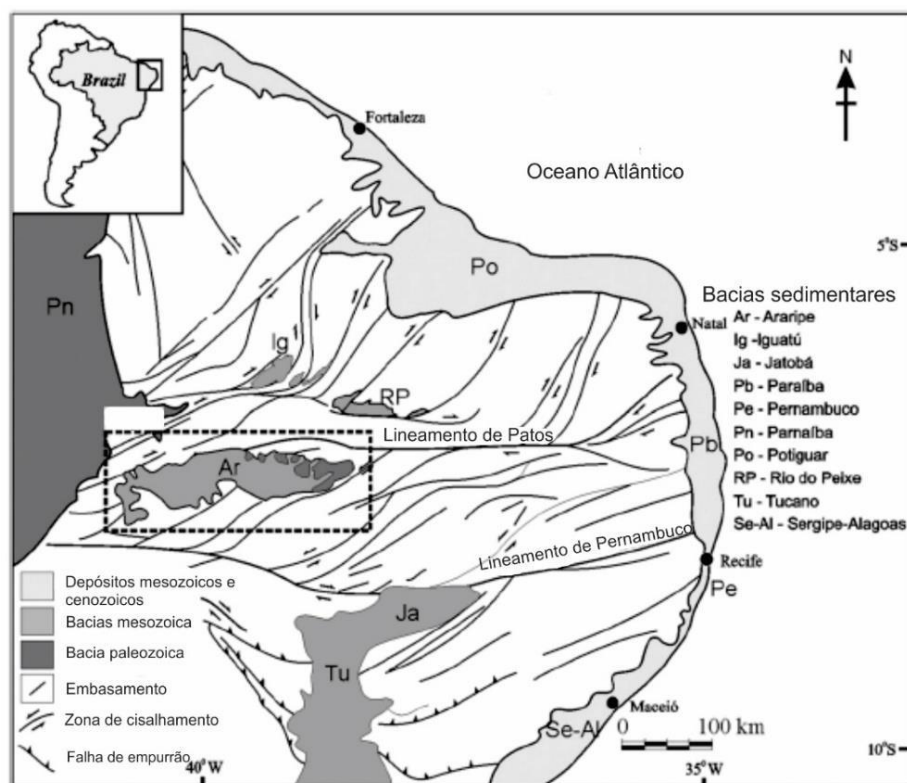 Brazil
N
Fortaleza
Oceano Atlântico
5°S
Po
Pn
Bacias sedimentares
Ar - Araripe
Natal
Ig -Iguatú
Ja - Jatobá
Ig
Pb - Paraíba
RP
Pe - Pernambuco
Pn - Parnaíba
Lineamento de Patos
Po - Potiguar
Pb
RP - Rio do Peixe
Ar
Tu - Tucano
Se-Al - Sergipe-Alagoas
Lineamento de Pernambuco
Recife
Pe
Depósitos mesozoicos e
cenozoicos
Ja
Bacias mesozoica
Bacia paleozoica
Tu
Embasamento
Maceió
Zona de cisalhamento
Se-Al
0 100 km
Falha de empurrão
40°W
35°W
10°S